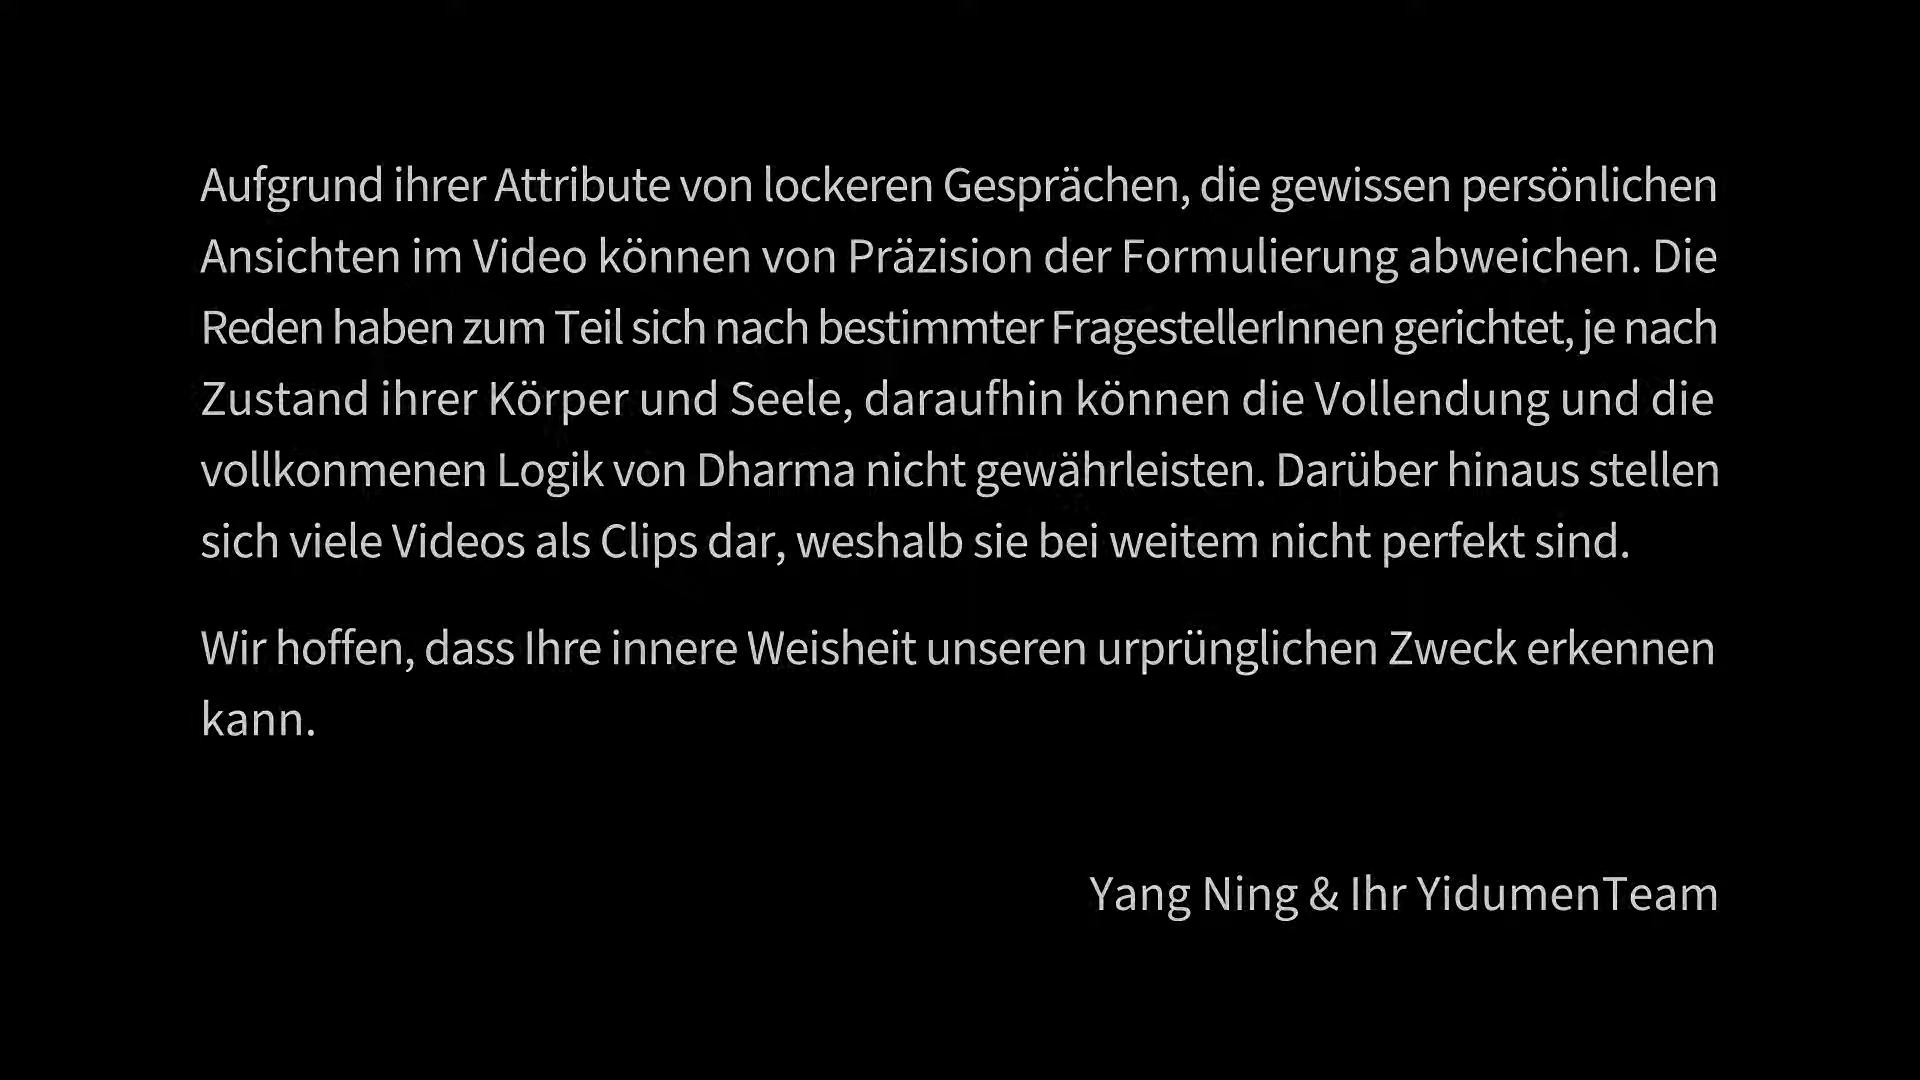 Aufgrund ihrer Attribute von lockeren Gesprächen, die gewissen persönlichen
Ansichten im Video können von Präzision der Formulierung abweichen. Die
Reden haben zum Teil sich nach bestimmter FragestellerInnen gerichtet, je nach
Zustand ihrer Körper und Seele, daraufhin können die Vollendung und die
vollkonmenen Logik von Dharma nicht gewährleisten. Darüber hinaus stellen
sich viele Videos als Clips dar, weshalb sie bei weitem nicht perfekt sind.
Wir hoffen, dass Ihre innere Weisheit unseren urprünglichen Zweck erkennen
kann.
Yang Ning & Ihr YidumenTeam